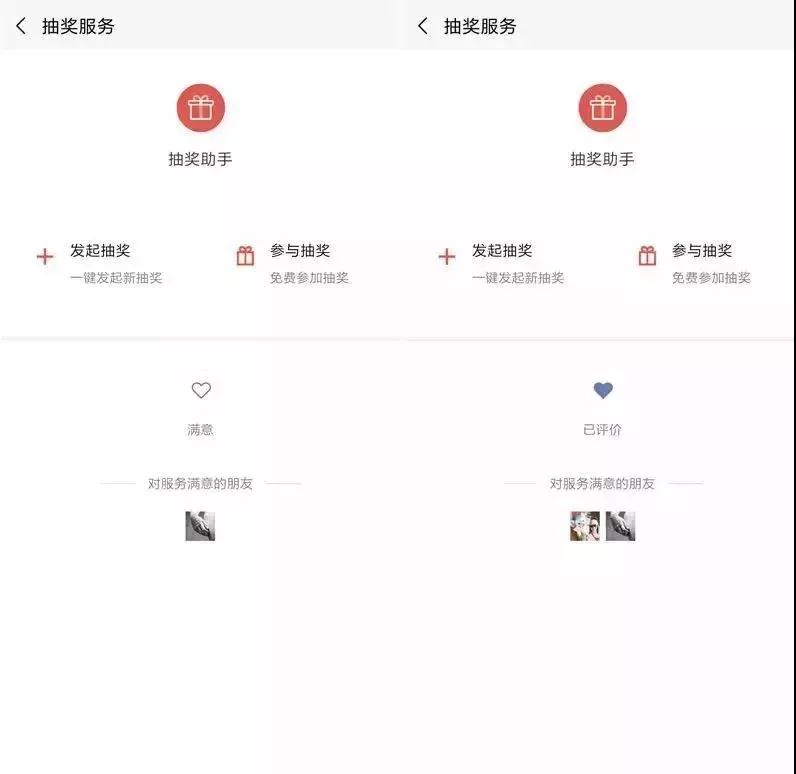 抽奖服务
抽奖助手
发起抽奖
一键发起新抽奖
参与抽奖
免费参加抽奖
满意
对服务满意的朋友
抽奖服务
抽奖助手
发起抽奖
一键发起新抽奖
参与抽奖
免费参加抽奖
已评价
对服务满意的朋友